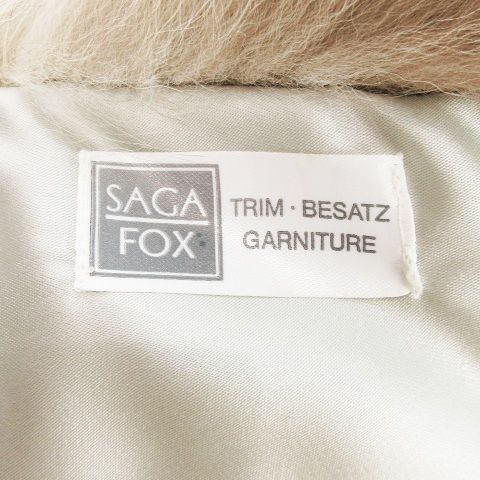 SAGA
FOX
TRIM · BESATZ
GARNITURE